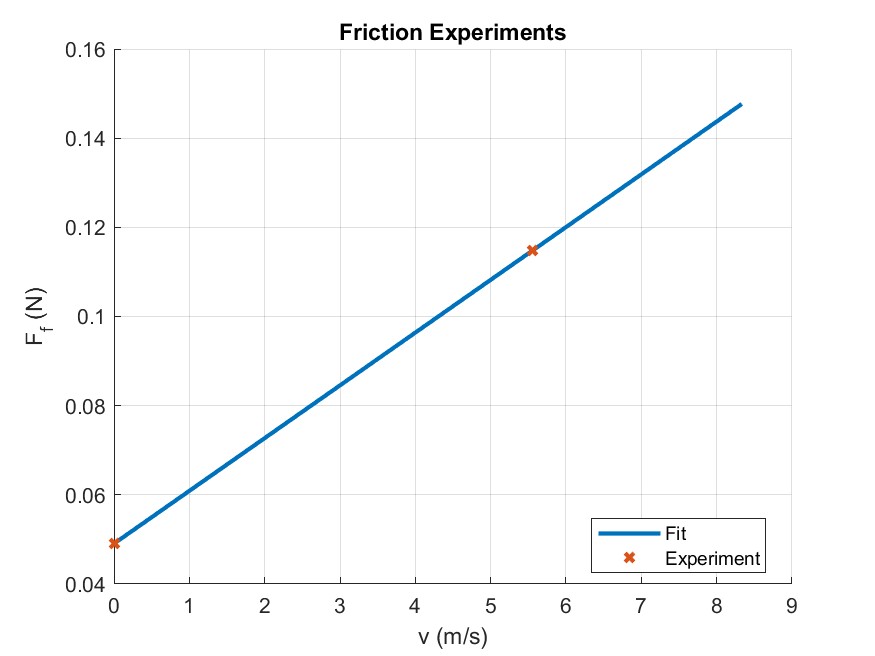 Friction Experiments
0.16
0.14
0.12
0.1
0.08
0.06
0.04
F_f (N)
0 1 2 3 4 5 6 7 8 9
v (m/s)
Fit
Experiment